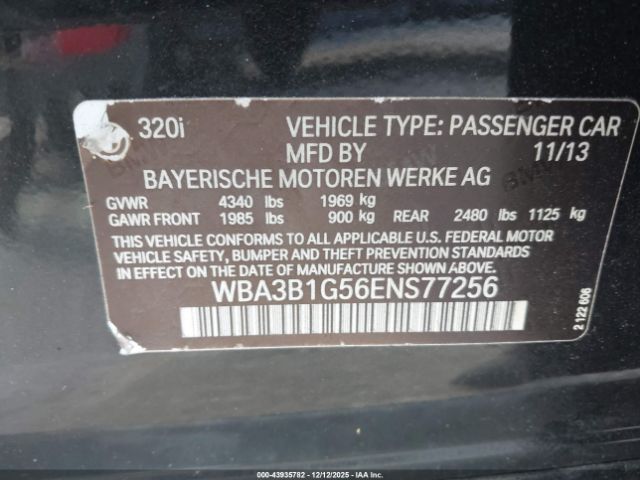 320i VEHICLE TYPE: PASSENGER CAR
MFD BY 11/13
BAYERISCHE MOTOREN WERKE AG
GVWR 4340 lbs 1969 kg
GAWR FRONT 1985 lbs 900 kg REAR 2480 lbs 1125 kg
THIS VEHICLE CONFORMS TO ALL APPLICABLE U.S. FEDERAL MOTOR
VEHICLE SAFETY, BUMPER AND THEFT PREVENTION STANDARDS
IN EFFECT ON THE DATE OF MANUFACTURE SHOWN ABOVE.
WBA3B1G56ENS77256
2 122 606
000-43935782 - 12/12/2025 - IAA Inc. (c)